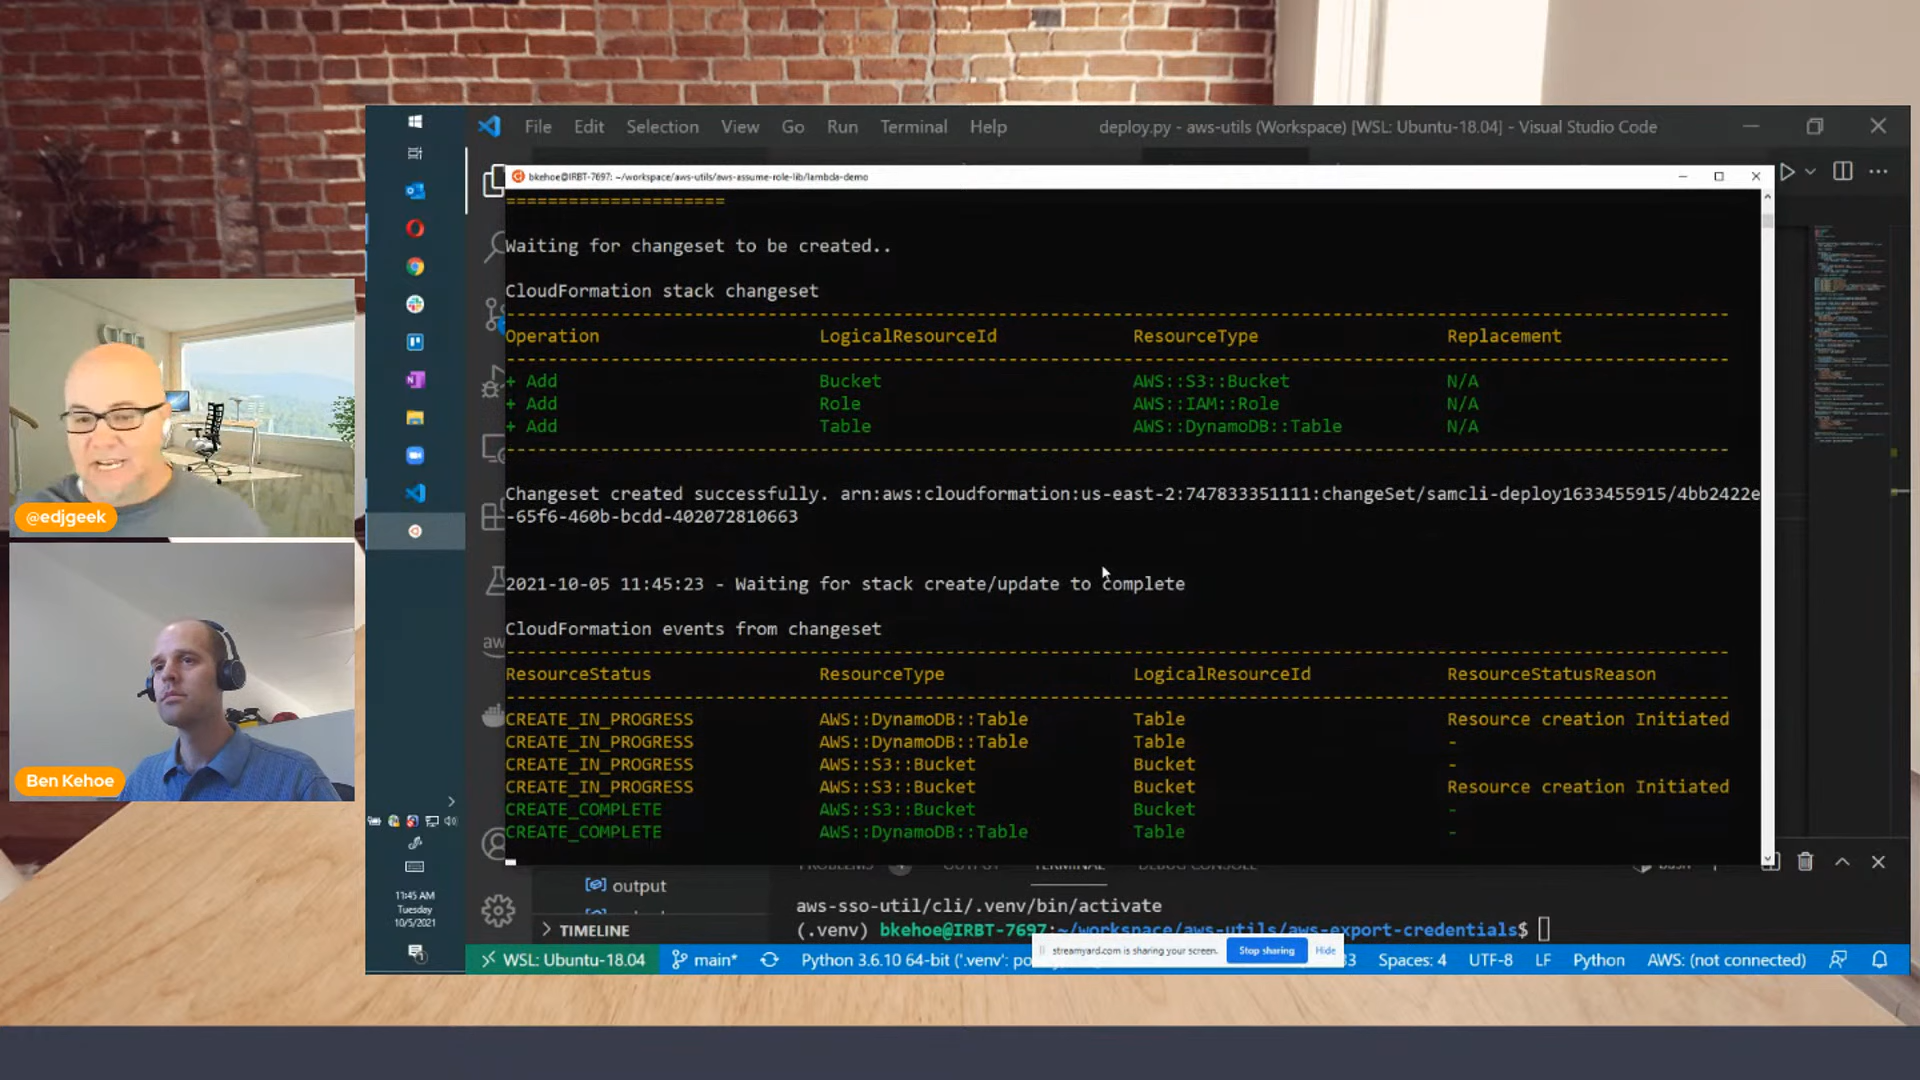 File Edit Selection View Go Run Terminal Help
deploy.py - aws-utils (Workspace) [WSL: Ubuntu-18.04] - Visual Studio Code
bkehoe@IRBT-7697: ~/workspace/aws-utils/aws-assume-role-lib/lambda-demo
=====================
Waiting for changeset to be created..
CloudFormation stack changeset
Operation LogicalResourceId ResourceType Replacement
+ Add Bucket AWS::S3::Bucket N/A
+ Add Role AWS::IAM::Role N/A
+ Add Table AWS::DynamoDB::Table N/A
Changeset created successfully. arn:aws:cloudformation:us-east-2:747833351111:changeSet/samcli-deploy1633455915/4bb2422e
-65f6-460b-bcdd-402072810663
2021-10-05 11:45:23 - Waiting for stack create/update to complete
CloudFormation events from changeset
ResourceStatus ResourceType LogicalResourceId ResourceStatusReason
CREATE_IN_PROGRESS AWS::DynamoDB::Table Table Resource creation Initiated
CREATE_IN_PROGRESS AWS::DynamoDB::Table Table -
CREATE_IN_PROGRESS AWS::S3::Bucket Bucket -
CREATE_IN_PROGRESS AWS::S3::Bucket Bucket Resource creation Initiated
CREATE_COMPLETE AWS::S3::Bucket Bucket -
CREATE_COMPLETE AWS::DynamoDB::Table Table -
@edjgeek
Ben Kehoe
aws
11:45 AM
Tuesday
10/5/2021
output
TIMELINE
aws-sso-util/cli/.venv/bin/activate
(.venv) bkehoe@IRBT-7697:~/workspace/aws-utils/aws-export-credentials$
streamyard.com is sharing your screen. Stop sharing Hide
WSL: Ubuntu-18.04 main* Python 3.6.10 64-bit ('.venv': po 33 Spaces: 4 UTF-8 LF Python AWS: (not connected)